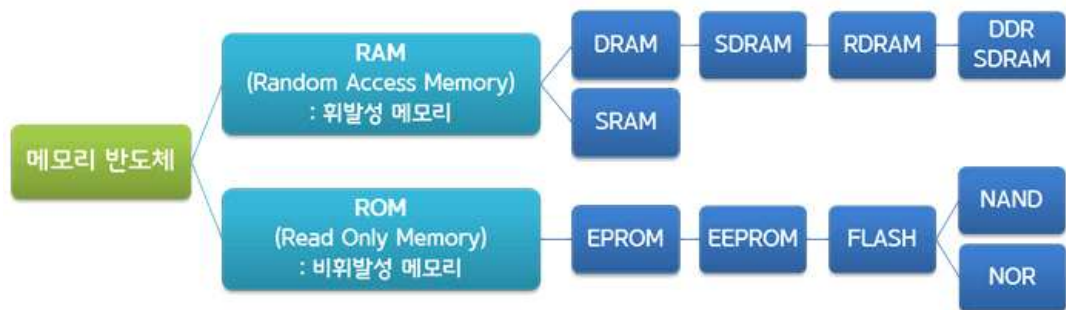 메모리 반도체
RAM
(Random Access Memory)
: 휘발성 메모리
DRAM
SDRAM
RDRAM
DDR
SDRAM
SRAM
ROM
(Read Only Memory)
: 비휘발성 메모리
EPROM
EEPROM
FLASH
NAND
NOR